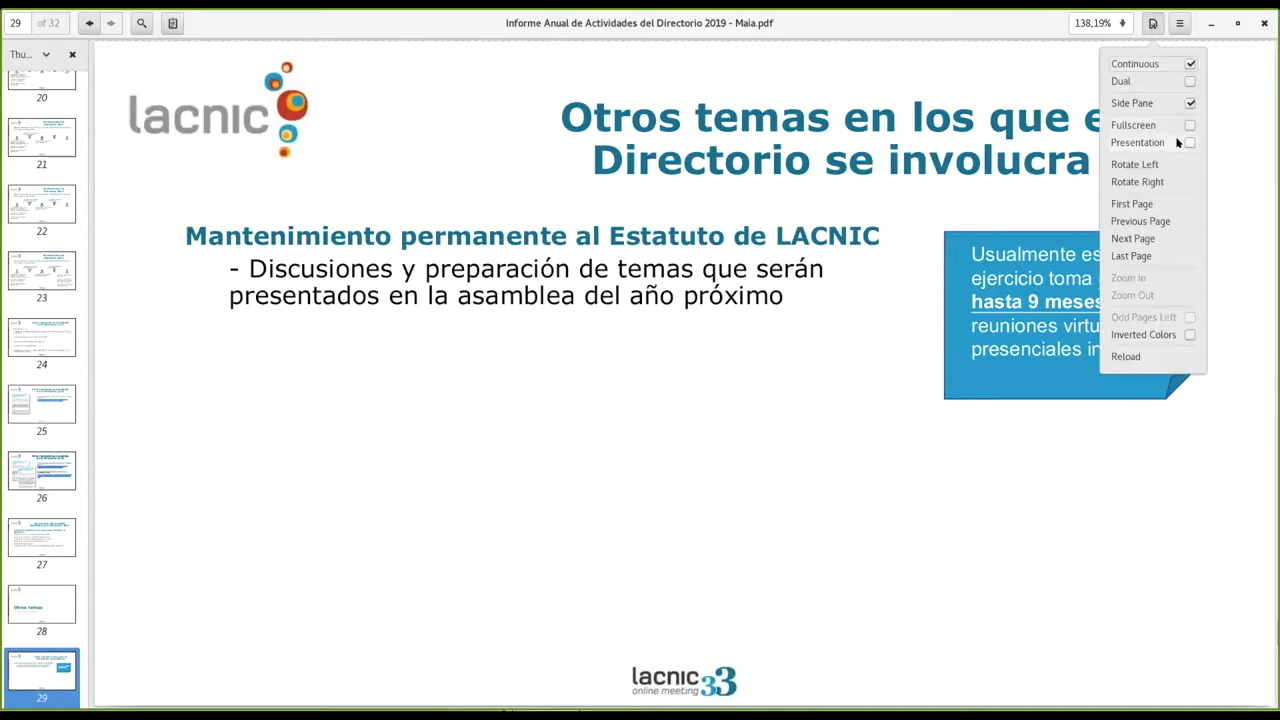 29 of 32
Informe Anual de Actividades del Directorio 2019 - Maia.pdf
138,19%
Thu...
20
21
22
23
24
25
26
27
Otros temas
28
29
lacnic
Otros temas en los que e
Directorio se involucra
Mantenimiento permanente al Estatuto de LACNIC
- Discusiones y preparación de temas que serán
presentados en la asamblea del año próximo
Usualmente es
ejercicio toma
hasta 9 meses
reuniones virtu
presenciales in
Continuous
Dual
Side Pane
Fullscreen
Presentation
Rotate Left
Rotate Right
First Page
Previous Page
Next Page
Last Page
Zoom In
Zoom Out
Odd Pages Left
Inverted Colors
Reload
lacnic 33
online meeting